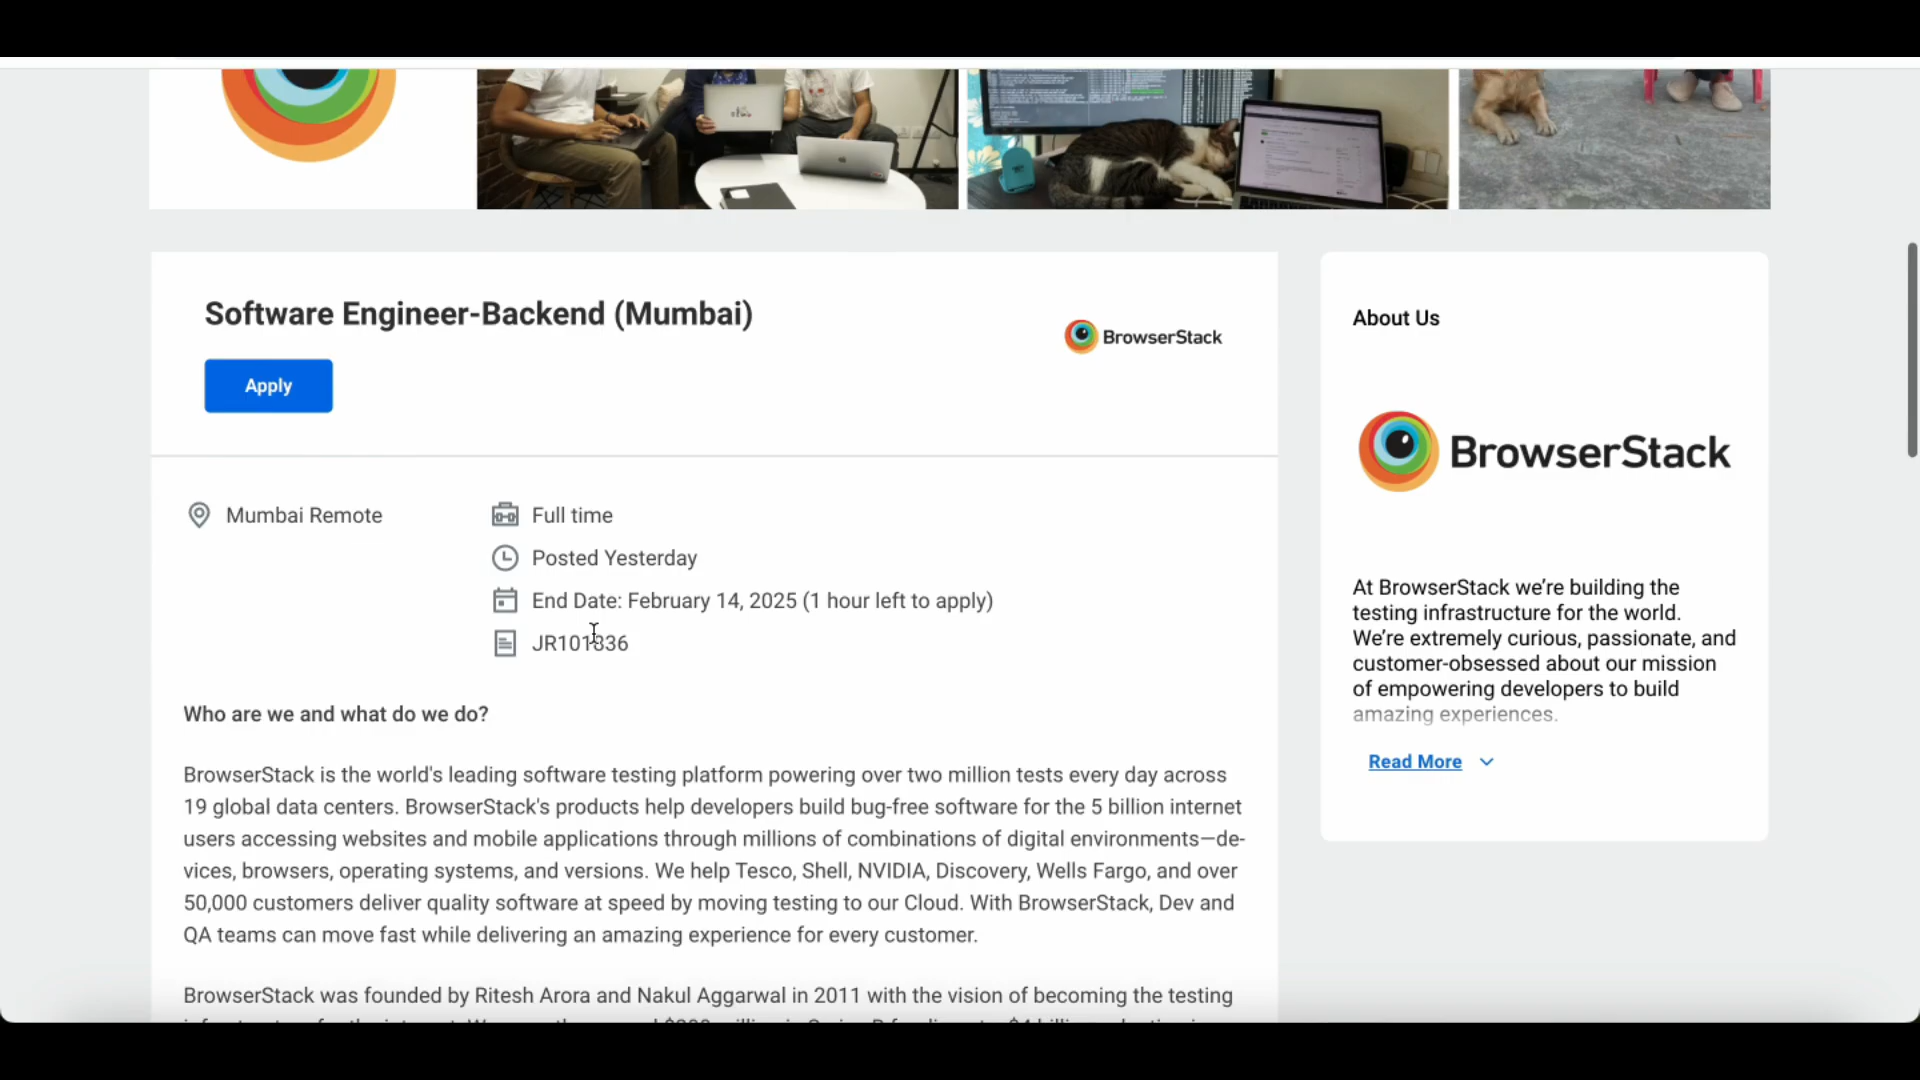 Software Engineer-Backend (Mumbai)
BrowserStack
Apply
Mumbai Remote
Full time
Posted Yesterday
End Date: February 14, 2025 (1 hour left to apply)
JR101836
Who are we and what do we do?
BrowserStack is the world's leading software testing platform powering over two million tests every day across
19 global data centers. BrowserStack's products help developers build bug-free software for the 5 billion internet
users accessing websites and mobile applications through millions of combinations of digital environments—de-
vices, browsers, operating systems, and versions. We help Tesco, Shell, NVIDIA, Discovery, Wells Fargo, and over
50,000 customers deliver quality software at speed by moving testing to our Cloud. With BrowserStack, Dev and
QA teams can move fast while delivering an amazing experience for every customer.
BrowserStack was founded by Ritesh Arora and Nakul Aggarwal in 2011 with the vision of becoming the testing
About Us
BrowserStack
At BrowserStack we're building the
testing infrastructure for the world.
We're extremely curious, passionate, and
customer-obsessed about our mission
of empowering developers to build
amazing experiences.
Read More